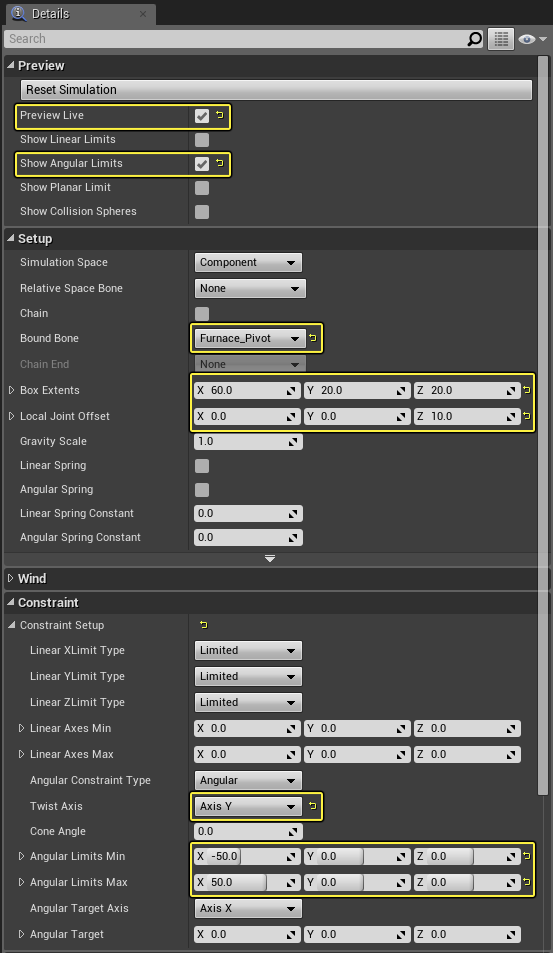 Details
Search
Preview
Reset Simulation
Preview Live
Show Linear Limits
Show Angular Limits
Show Planar Limit
Show Collision Spheres
Setup
Simulation Space Component
Relative Space Bone None
Chain
Bound Bone Furnace_Pivot
Chain End None
Box Extents X 60.0 Y 20.0 Z 20.0
Local Joint Offset X 0.0 Y 0.0 Z 10.0
Gravity Scale 1.0
Linear Spring
Angular Spring
Linear Spring Constant 0.0
Angular Spring Constant 0.0
Wind
Constraint
Constraint Setup
Linear XLimit Type Limited
Linear YLimit Type Limited
Linear ZLimit Type Limited
Linear Axes Min X 0.0 Y 0.0 Z 0.0
Linear Axes Max X 0.0 Y 0.0 Z 0.0
Angular Constraint Type Angular
Twist Axis Axis Y
Cone Angle 0.0
Angular Limits Min X -50.0 Y 0.0 Z 0.0
Angular Limits Max X 50.0 Y 0.0 Z 0.0
Angular Target Axis Axis X
Angular Target X 0.0 Y 0.0 Z 0.0